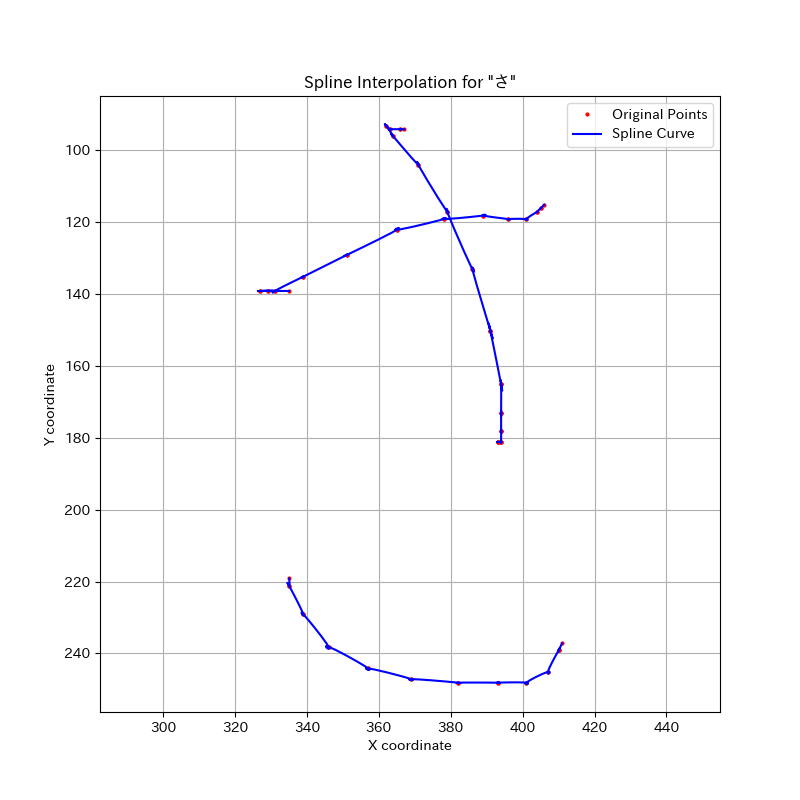 Spline Interpolation for "さ"
Original Points
Spline Curve
Y coordinate
100
120
140
160
180
200
220
240
300 320 340 360 380 400 420 440
X coordinate
さ